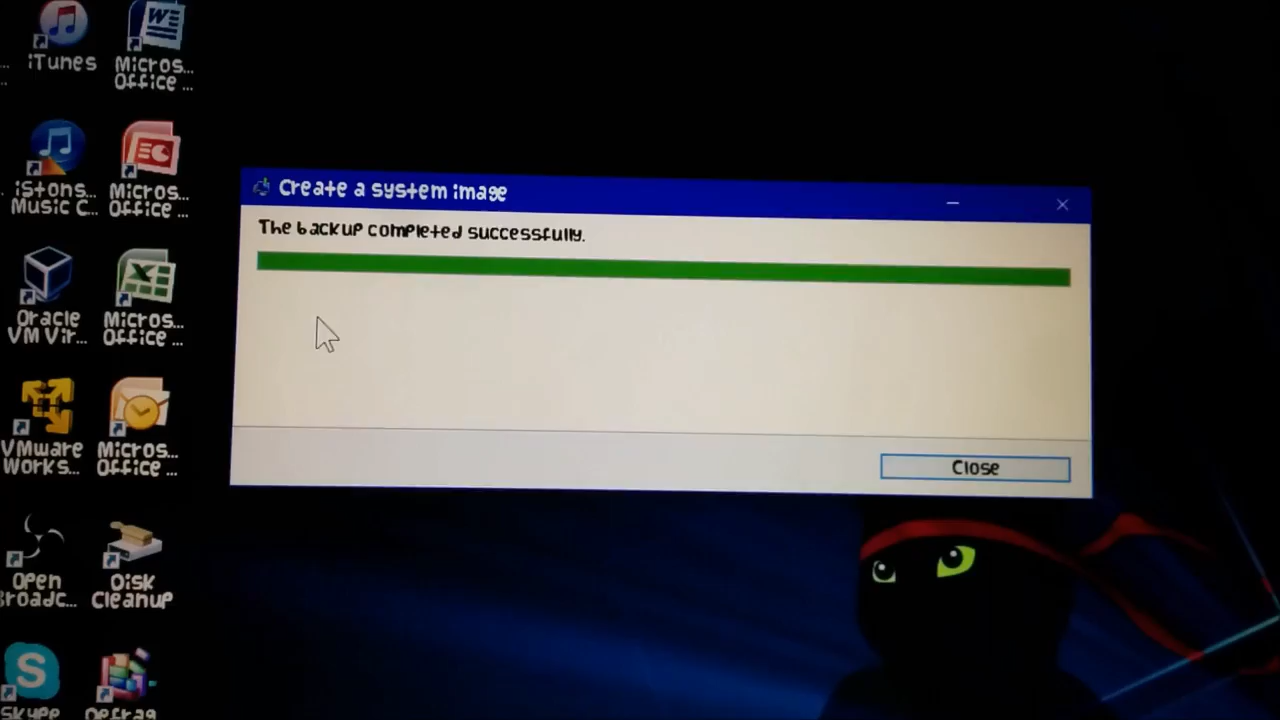 iTunes
Micros...
Office ...
iStons...
Music C...
Micros...
Office ...
Oracle
VM Vir...
Micros...
Office ...
VMware
Works...
Micros...
Office ...
Open
Broadc...
Disk
Cleanup
Skype
Defrag
Create a system image
The backup completed successfully.
Close